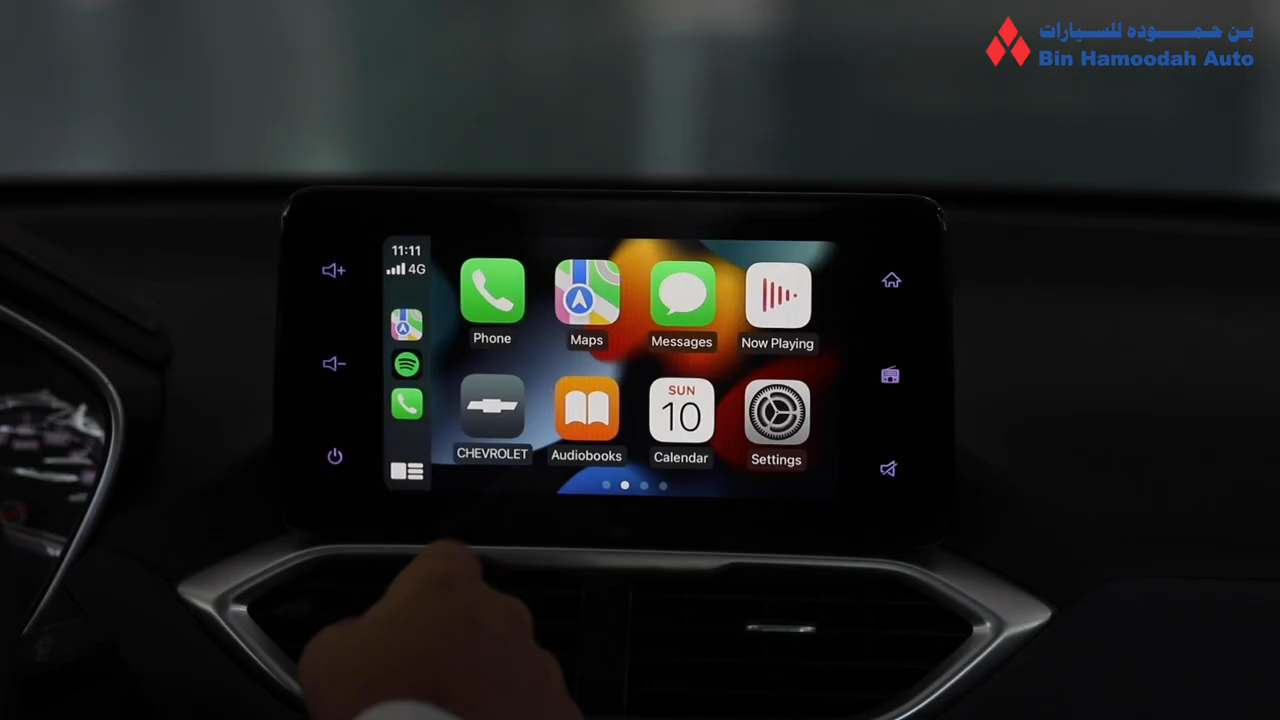 بن حمودة للسيارات
Bin Hamoodah Auto
11:11
4G
Phone
Maps
Messages
Now Playing
CHEVROLET
Audiobooks
SUN
10
Calendar
Settings